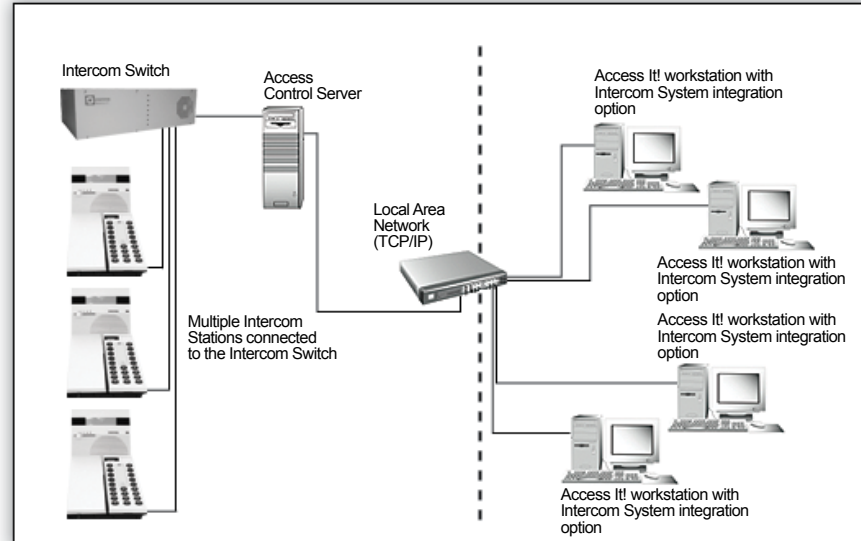 Intercom Switch
Access
Control Server
Access It! workstation with
Intercom System integration
option
Local Area
Network
(TCP/IP)
Access It! workstation with
Intercom System integration
option
Multiple Intercom
Stations connected
to the Intercom Switch
Access It! workstation with
Intercom System integration
option
Access It! workstation with
Intercom System integration
option